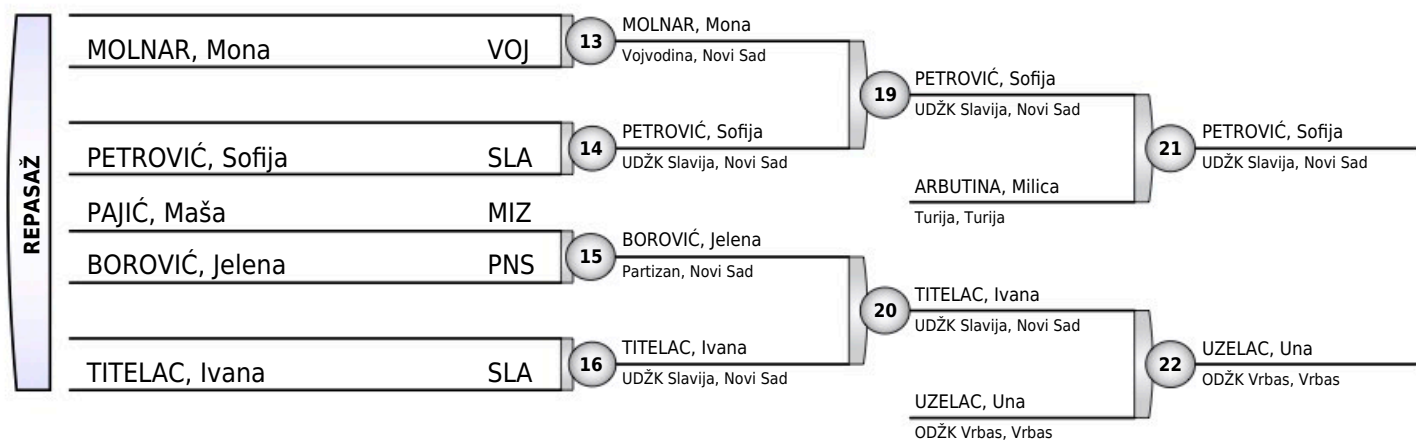 REPASAŽ
MOLNAR, Mona VOJ
PETROVIĆ, Sofija SLA
PAJIĆ, Maša MIZ
BOROVIĆ, Jelena PNS
TITELAC, Ivana SLA
13
MOLNAR, Mona
Vojvodina, Novi Sad
14
PETROVIĆ, Sofija
UDŽK Slavija, Novi Sad
15
BOROVIĆ, Jelena
Partizan, Novi Sad
16
TITELAC, Ivana
UDŽK Slavija, Novi Sad
19
PETROVIĆ, Sofija
UDŽK Slavija, Novi Sad
ARBUTINA, Milica
Turija, Turija
20
TITELAC, Ivana
UDŽK Slavija, Novi Sad
UZELAC, Una
ODŽK Vrbas, Vrbas
21
PETROVIĆ, Sofija
UDŽK Slavija, Novi Sad
22
UZELAC, Una
ODŽK Vrbas, Vrbas